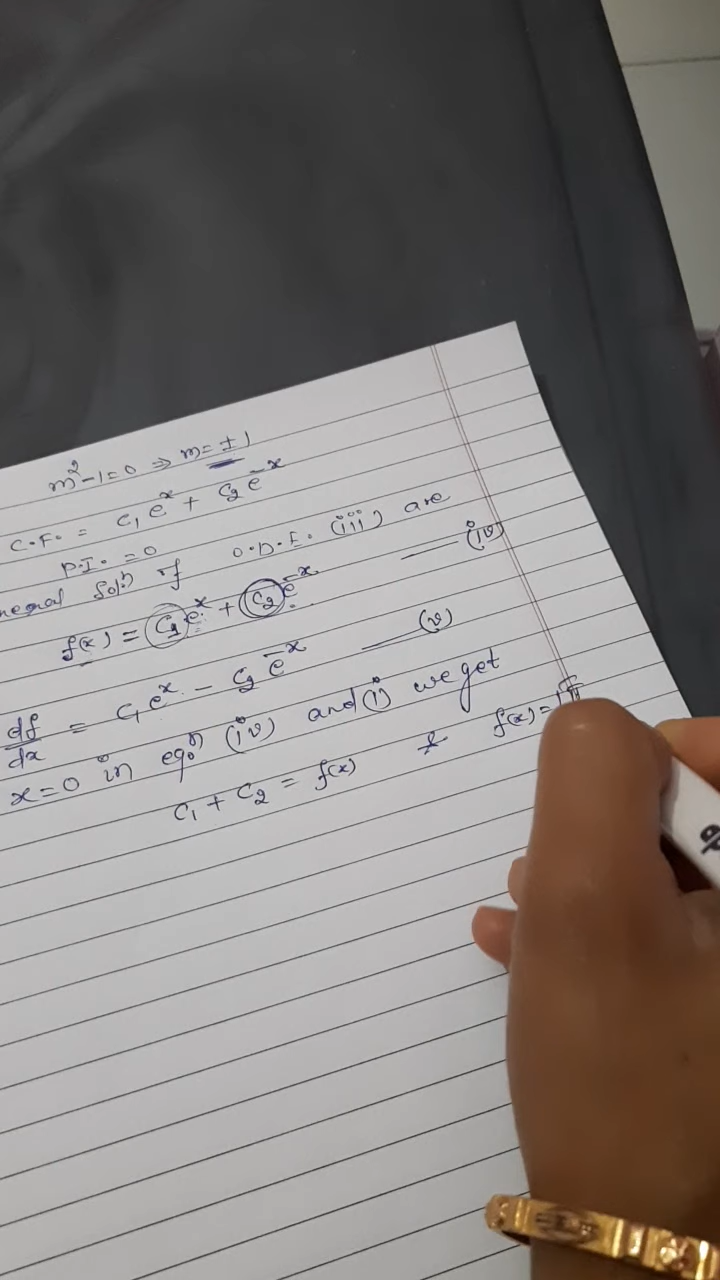 m²-1=0 ⇒ m=±1
C.F. = C₁eˣ + C₂e⁻ˣ
P.I. = 0
Solⁿ of O.D.E. (iii) are
f(x) = C₁eˣ + C₂e⁻ˣ (iv)
df/dx = C₁eˣ - C₂e⁻ˣ (v)
x=0 in eqⁿ (iv) and (i) we get
C₁ + C₂ = f(x) & f(x)=